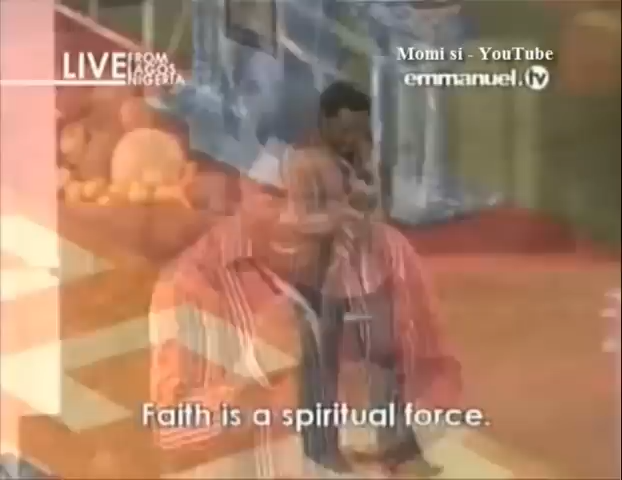 LIVE FROM LAGOS NIGERIA
Momi si - YouTube
emmanuel.tv
Faith is a spiritual force.